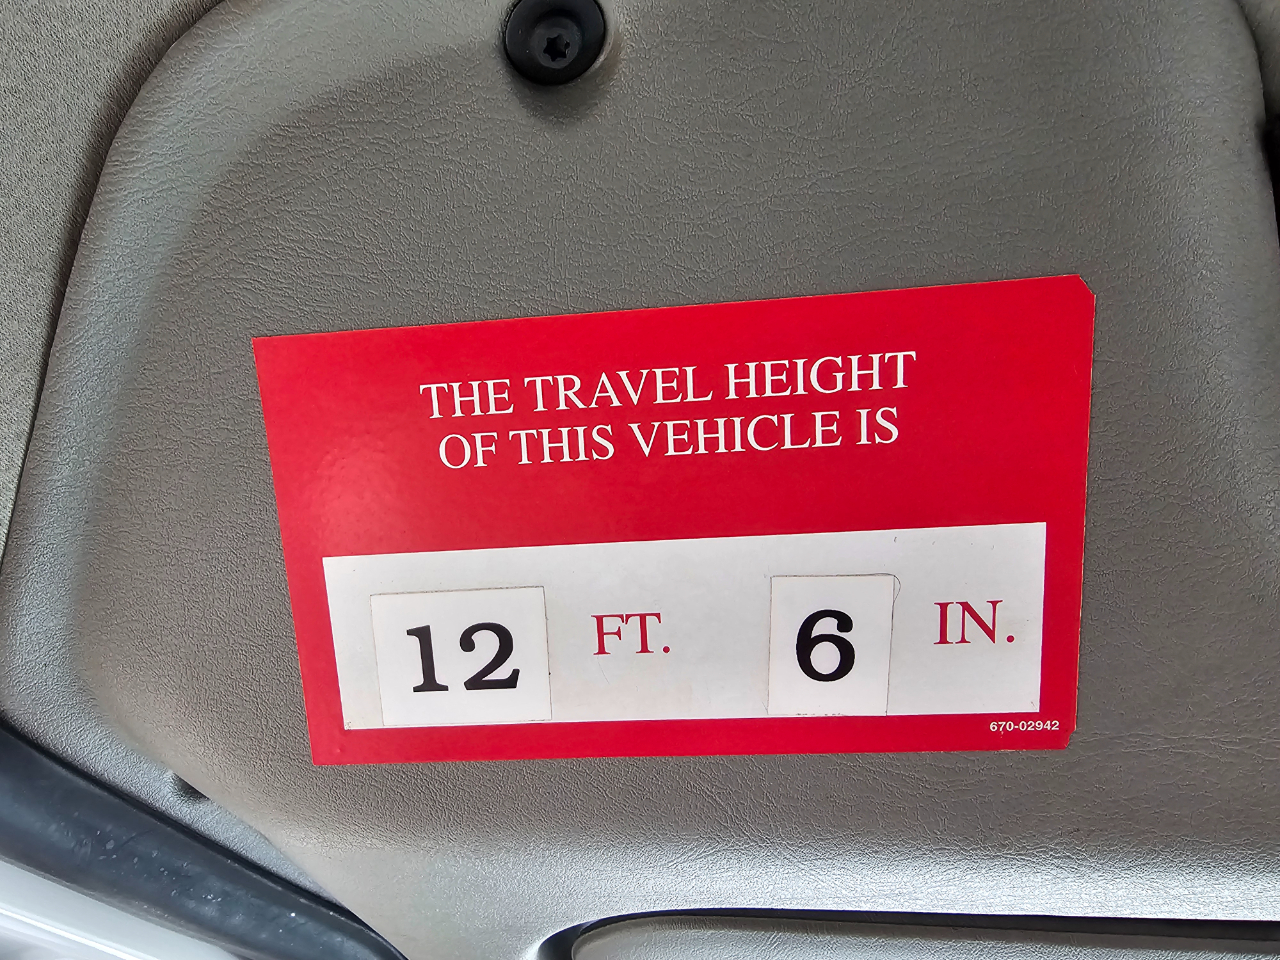 THE TRAVEL HEIGHT
OF THIS VEHICLE IS
12 FT. 6 IN.
670-02942